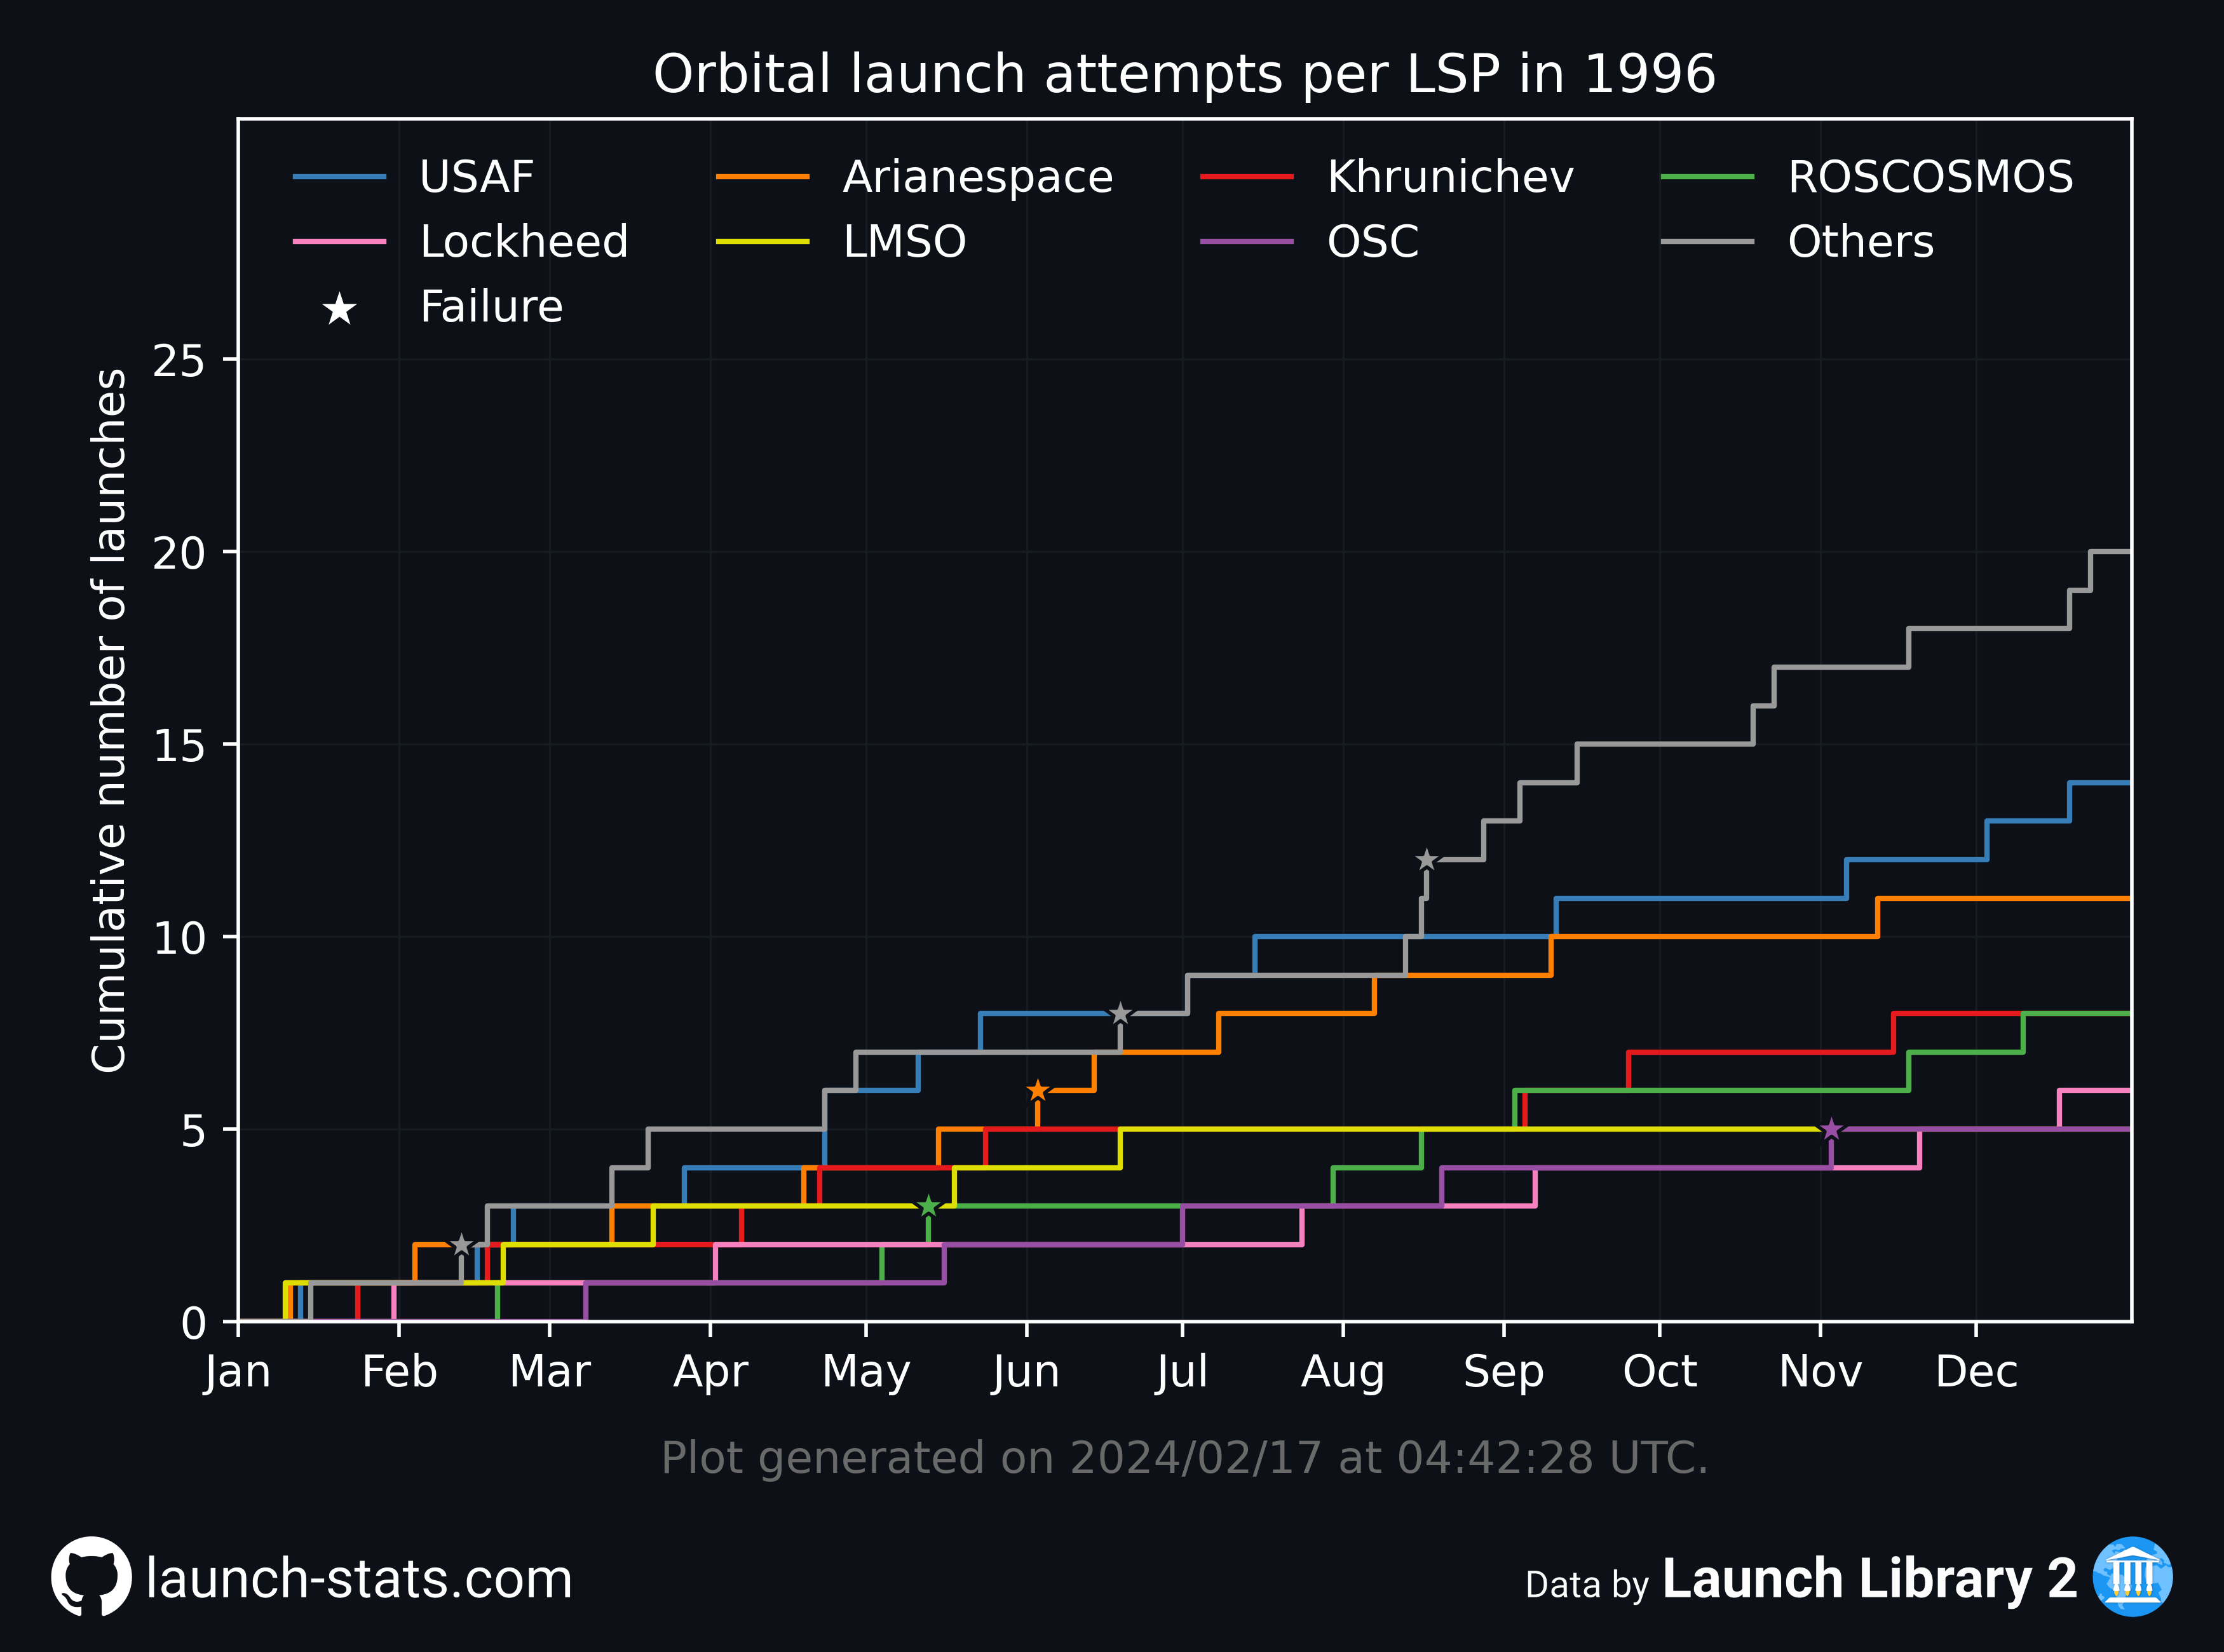 Orbital launch attempts per LSP in 1996
USAF Arianespace Khrunichev ROSCOSMOS
Lockheed LMSO OSC Others
Failure
Cumulative number of launches
25
20
15
10
5
0
Jan Feb Mar Apr May Jun Jul Aug Sep Oct Nov Dec
Plot generated on 2024/02/17 at 04:42:28 UTC.
launch-stats.com
Data by Launch Library 2